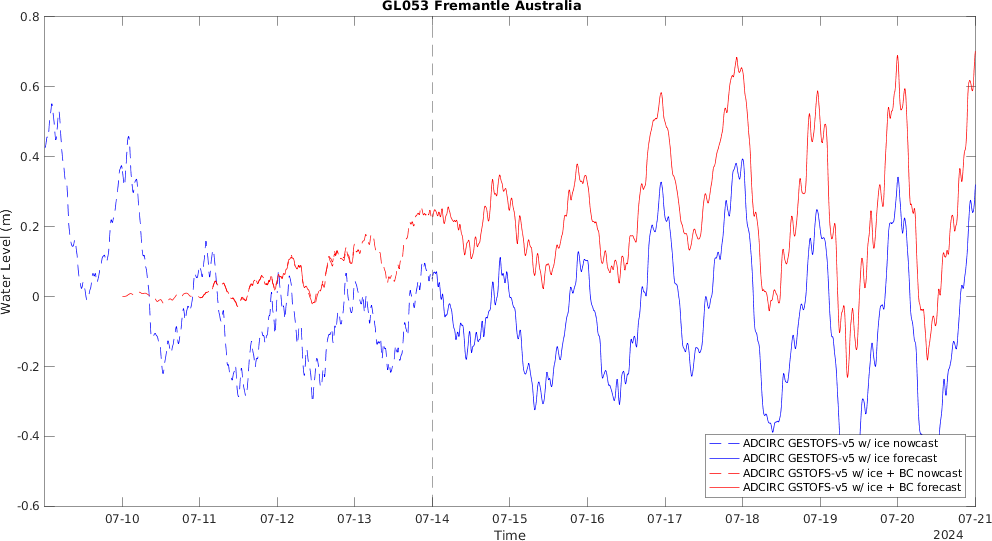 GL053 Fremantle Australia
0.8
0.6
0.4
0.2
0
-0.2
-0.4
-0.6
Water Level (m)
ADCIRC GESTOFS-v5 w/ ice nowcast
ADCIRC GESTOFS-v5 w/ ice forecast
ADCIRC GSTOFS-v5 w/ ice + BC nowcast
ADCIRC GSTOFS-v5 w/ ice + BC forecast
07-10 07-11 07-12 07-13 07-14 07-15 07-16 07-17 07-18 07-19 07-20 07-21
Time
2024